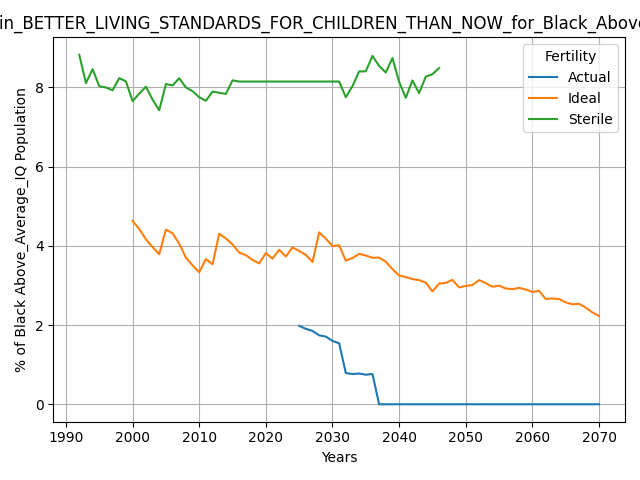 in_BETTER_LIVING_STANDARDS_FOR_CHILDREN_THAN_NOW_for_Black_Above
Fertility
Actual
Ideal
Sterile
% of Black Above_Average_IQ Population
8
6
4
2
0
1990 2000 2010 2020 2030 2040 2050 2060 2070
Years